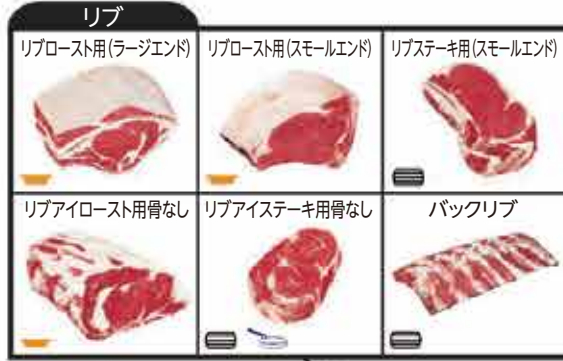 リブ
リブロースト用(ラージエンド)
リブロースト用(スモールエンド)
リブステーキ用(スモールエンド)
リブアイロースト用骨なし
リブアイステーキ用骨なし
バックリブ